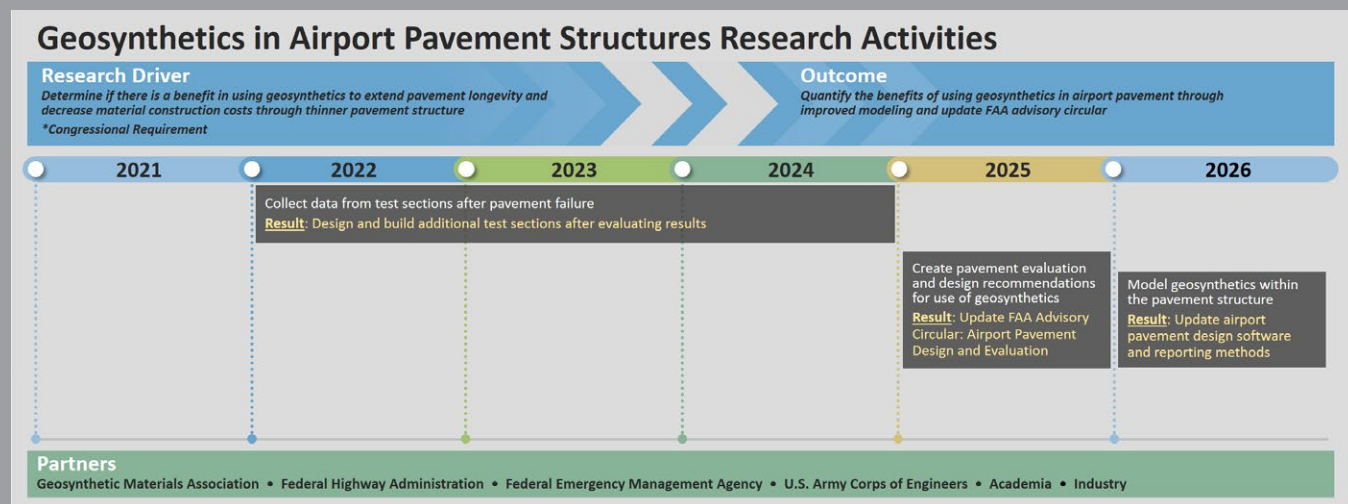 Geosynthetics in Airport Pavement Structures Research Activities
Research Driver
Determine if there is a benefit in using geosynthetics to extend pavement longevity and
decrease material construction costs through thinner pavement structure
*Congressional Requirement
Outcome
Quantify the benefits of using geosynthetics in airport pavement through
improved modeling and update FAA advisory circular
2021 2022 2023 2024 2025 2026
Collect data from test sections after pavement failure
Result: Design and build additional test sections after evaluating results
Create pavement evaluation
and design recommendations
for use of geosynthetics
Result: Update FAA Advisory
Circular: Airport Pavement
Design and Evaluation
Model geosynthetics within
the pavement structure
Result: Update airport
pavement design software
and reporting methods
Partners
Geosynthetic Materials Association • Federal Highway Administration • Federal Emergency Management Agency • U.S. Army Corps of Engineers • Academia • Industry